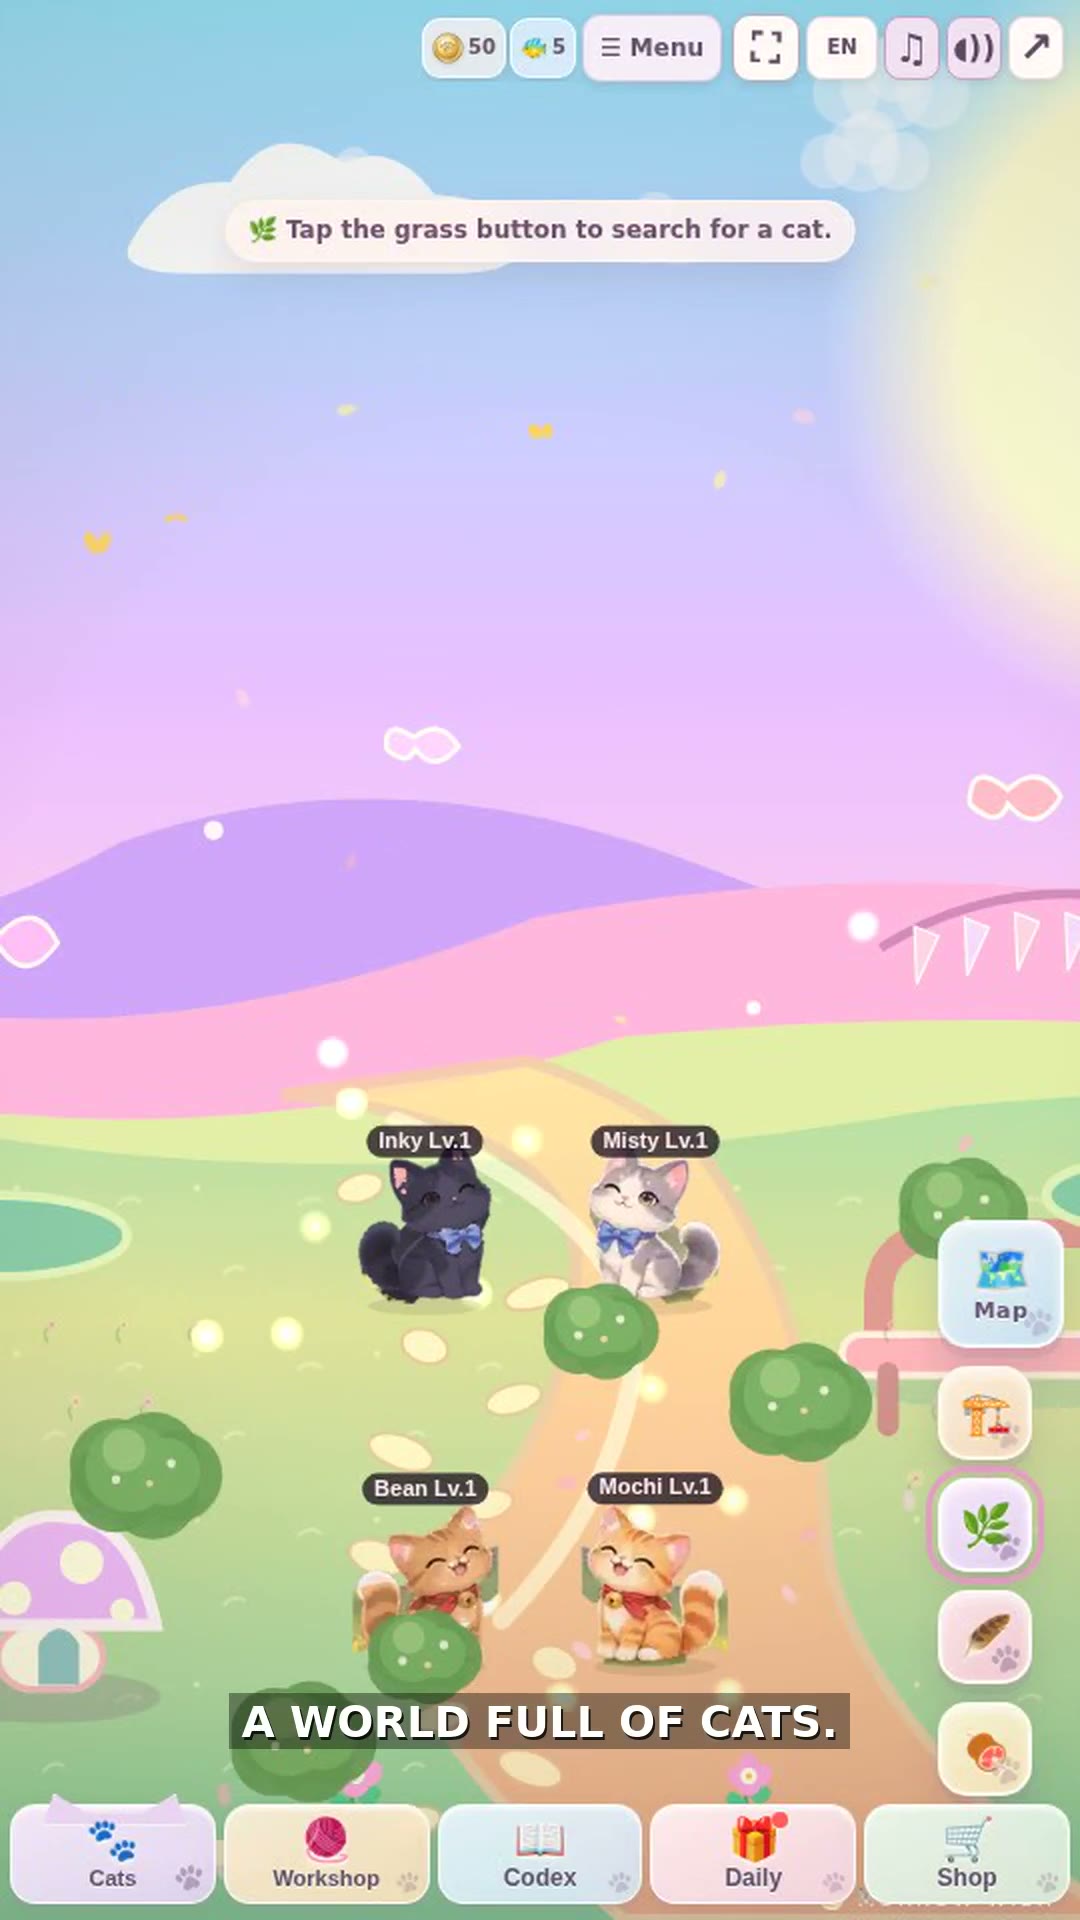 50
5
☰ Menu
EN
Tap the grass button to search for a cat.
Inky Lv.1
Misty Lv.1
Map
Bean Lv.1
Mochi Lv.1
A WORLD FULL OF CATS.
Cats
Workshop
Codex
Daily
Shop